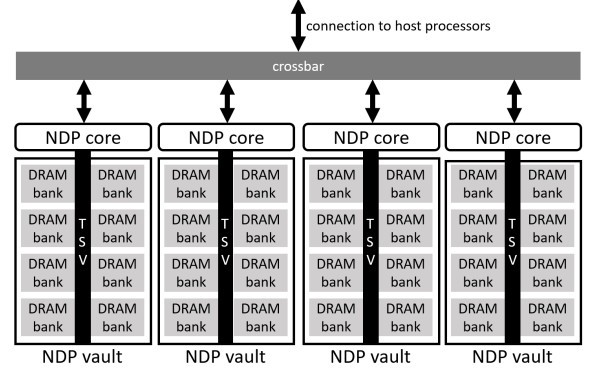 connection to host processors
crossbar
NDP core NDP core NDP core NDP core
DRAM DRAM DRAM DRAM DRAM DRAM DRAM DRAM
bank bank bank bank bank bank bank bank
DRAM DRAM DRAM DRAM DRAM DRAM DRAM DRAM
bank bank bank bank bank bank bank bank
DRAM DRAM DRAM DRAM DRAM DRAM DRAM DRAM
bank bank bank bank bank bank bank bank
DRAM DRAM DRAM DRAM DRAM DRAM DRAM DRAM
bank bank bank bank bank bank bank bank
TSV TSV TSV TSV
NDP vault NDP vault NDP vault NDP vault